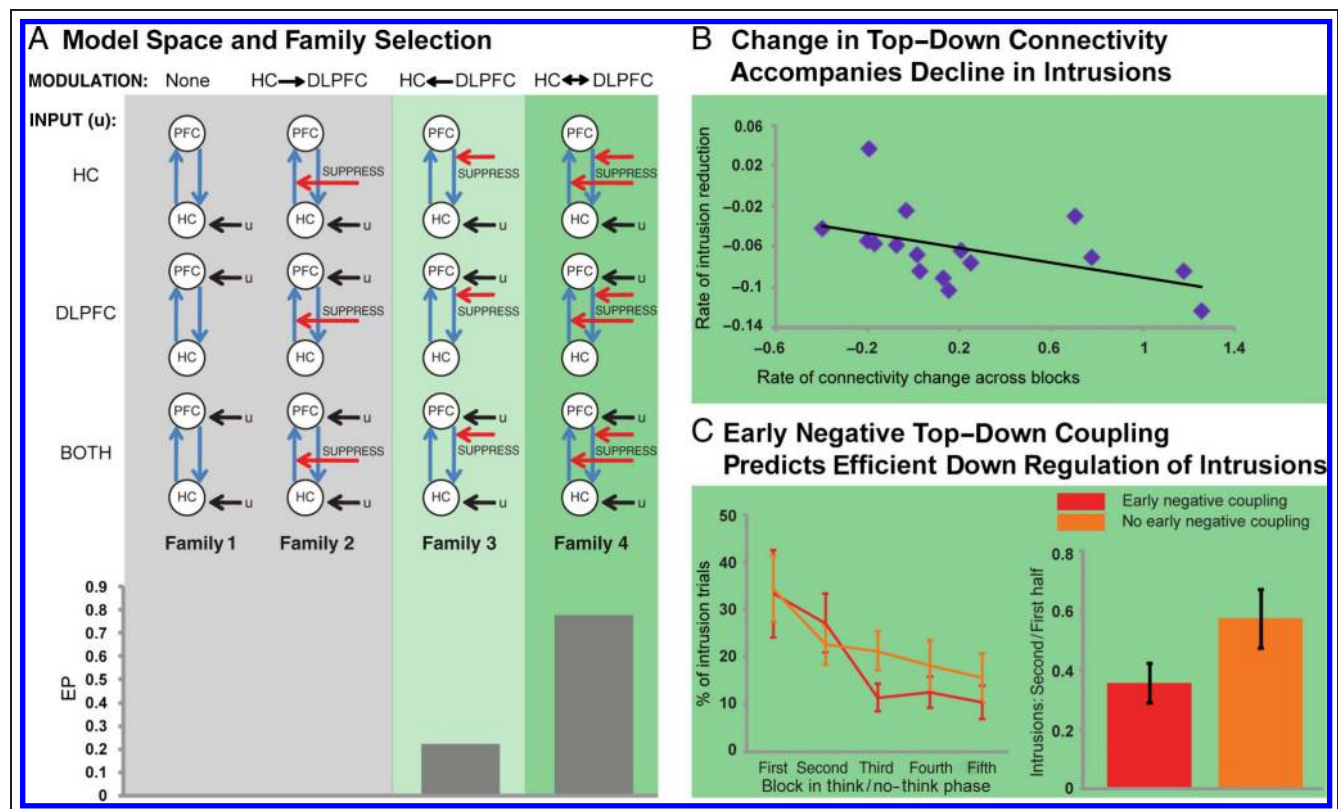 A Model Space and Family Selection
MODULATION: None HC→DLPFC HC←DLPFC HC↔DLPFC
INPUT (u):
PFC PFC PFC PFC
HC
SUPPRESS SUPPRESS SUPPRESS
HC u HC u HC u HC u
PFC u PFC u PFC u PFC u
DLPFC
SUPPRESS SUPPRESS SUPPRESS
HC HC HC HC
PFC u PFC u PFC u PFC u
BOTH
SUPPRESS SUPPRESS SUPPRESS
HC u HC u HC u HC u
Family 1 Family 2 Family 3 Family 4
EP
0.9
0.8
0.7
0.6
0.5
0.4
0.3
0.2
0.1
0
B Change in Top–Down Connectivity
Accompanies Decline in Intrusions
Rate of intrusion reduction
0.06
0.02
–0.02
–0.06
–0.1
–0.14
–0.6 –0.2 0.2 0.6 1 1.4
Rate of connectivity change across blocks
C Early Negative Top–Down Coupling
Predicts Efficient Down Regulation of Intrusions
Early negative coupling
No early negative coupling
% of intrusion trials
50
40
30
20
10
0
First Second Third Fourth Fifth
Block in think/no-think phase
Intrusions: Second/First half
0.8
0.6
0.4
0.2
0